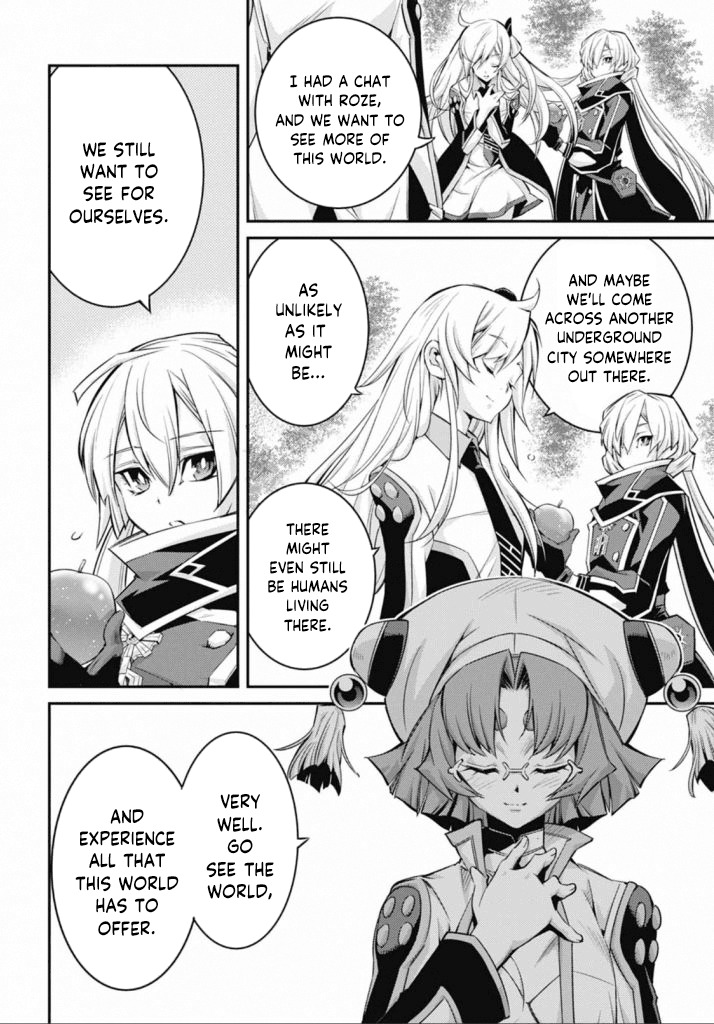 I HAD A CHAT
WITH ROZE,
AND WE WANT TO
SEE MORE OF
THIS WORLD.
WE STILL
WANT TO
SEE FOR
OURSELVES.
AND MAYBE
WE'LL COME
ACROSS ANOTHER
UNDERGROUND
CITY SOMEWHERE
OUT THERE.
AS
UNLIKELY
AS IT
MIGHT
BE...
THERE
MIGHT
EVEN STILL
BE HUMANS
LIVING
THERE.
VERY
WELL.
GO
SEE THE
WORLD,
AND
EXPERIENCE
ALL THAT
THIS WORLD
HAS TO
OFFER.